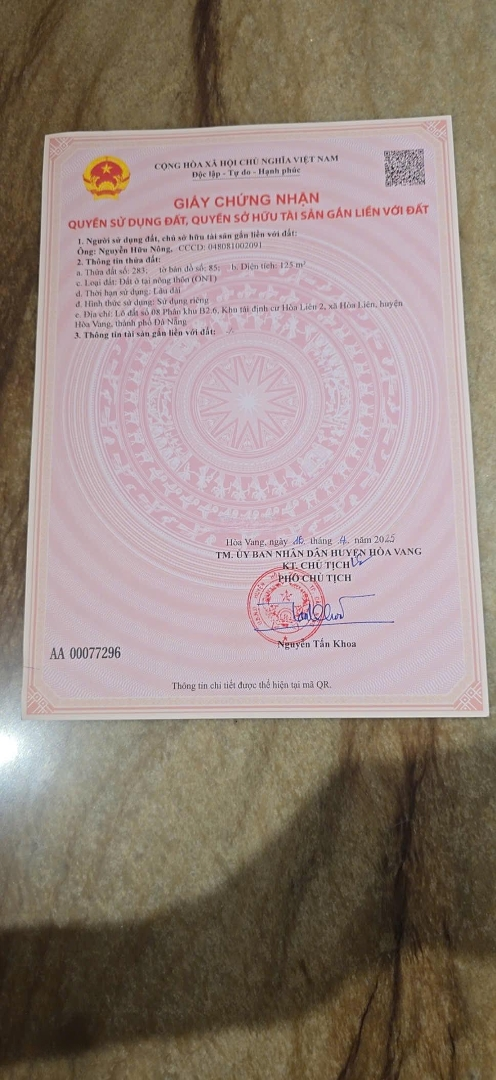 CỘNG HÒA XÃ HỘI CHỦ NGHĨA VIỆT NAM
Độc lập - Tự do - Hạnh phúc
GIẤY CHỨNG NHẬN
QUYỀN SỬ DỤNG ĐẤT, QUYỀN SỞ HỮU TÀI SẢN GẮN LIỀN VỚI ĐẤT
1. Người sử dụng đất, chủ sở hữu tài sản gắn liền với đất:
Ông: Nguyễn Hữu Nông, CCCD: 048081002091
2. Thông tin thửa đất:
a. Thửa đất số: 283; tờ bản đồ số: 85; b. Diện tích: 125 m²
c. Loại đất: Đất ở tại nông thôn (ONT)
d. Thời hạn sử dụng: Lâu dài
đ. Hình thức sử dụng: Sử dụng riêng
e. Địa chỉ: Lô đất số 08 Phân khu B2.6, Khu tái định cư Hòa Liên 2, xã Hòa Liên, huyện
Hòa Vang, thành phố Đà Nẵng
3. Thông tin tài sản gắn liền với đất: -/-
Hòa Vang, ngày tháng năm 2025
TM. ỦY BAN NHÂN DÂN HUYỆN HÒA VANG
KT. CHỦ TỊCH
PHÓ CHỦ TỊCH
Nguyễn Tấn Khoa
AA 00077296
Thông tin chi tiết được thể hiện tại mã QR.